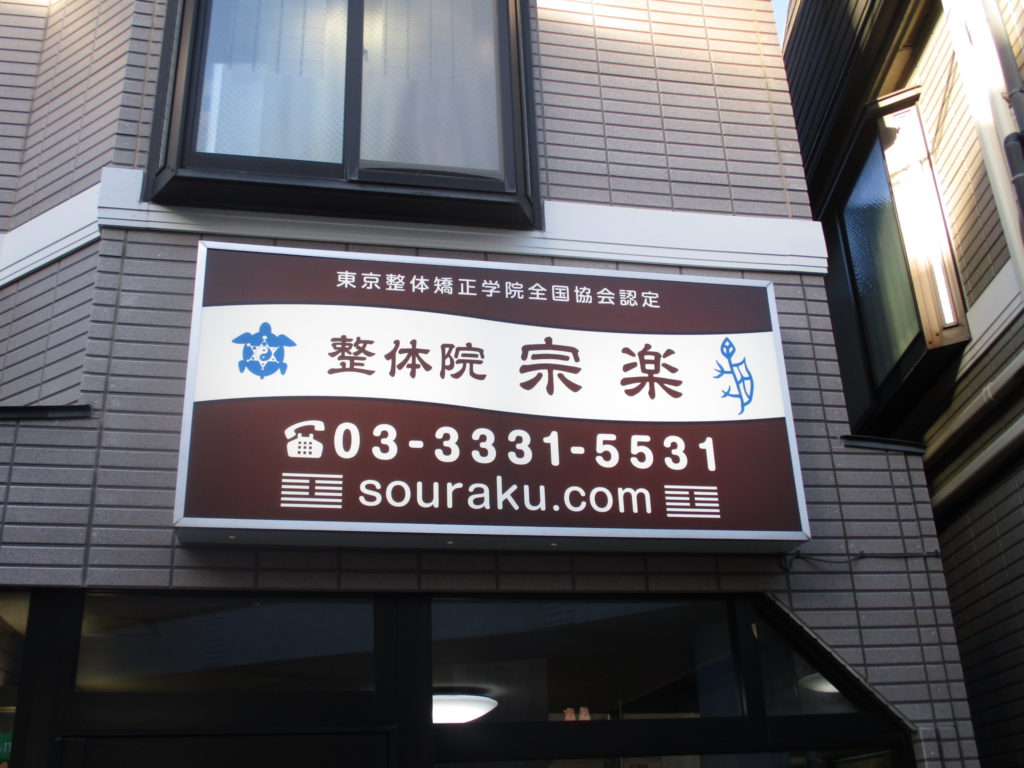 東京整体矯正学院全国協会認定
整体院 宗楽
03-3331-5531
souraku.com